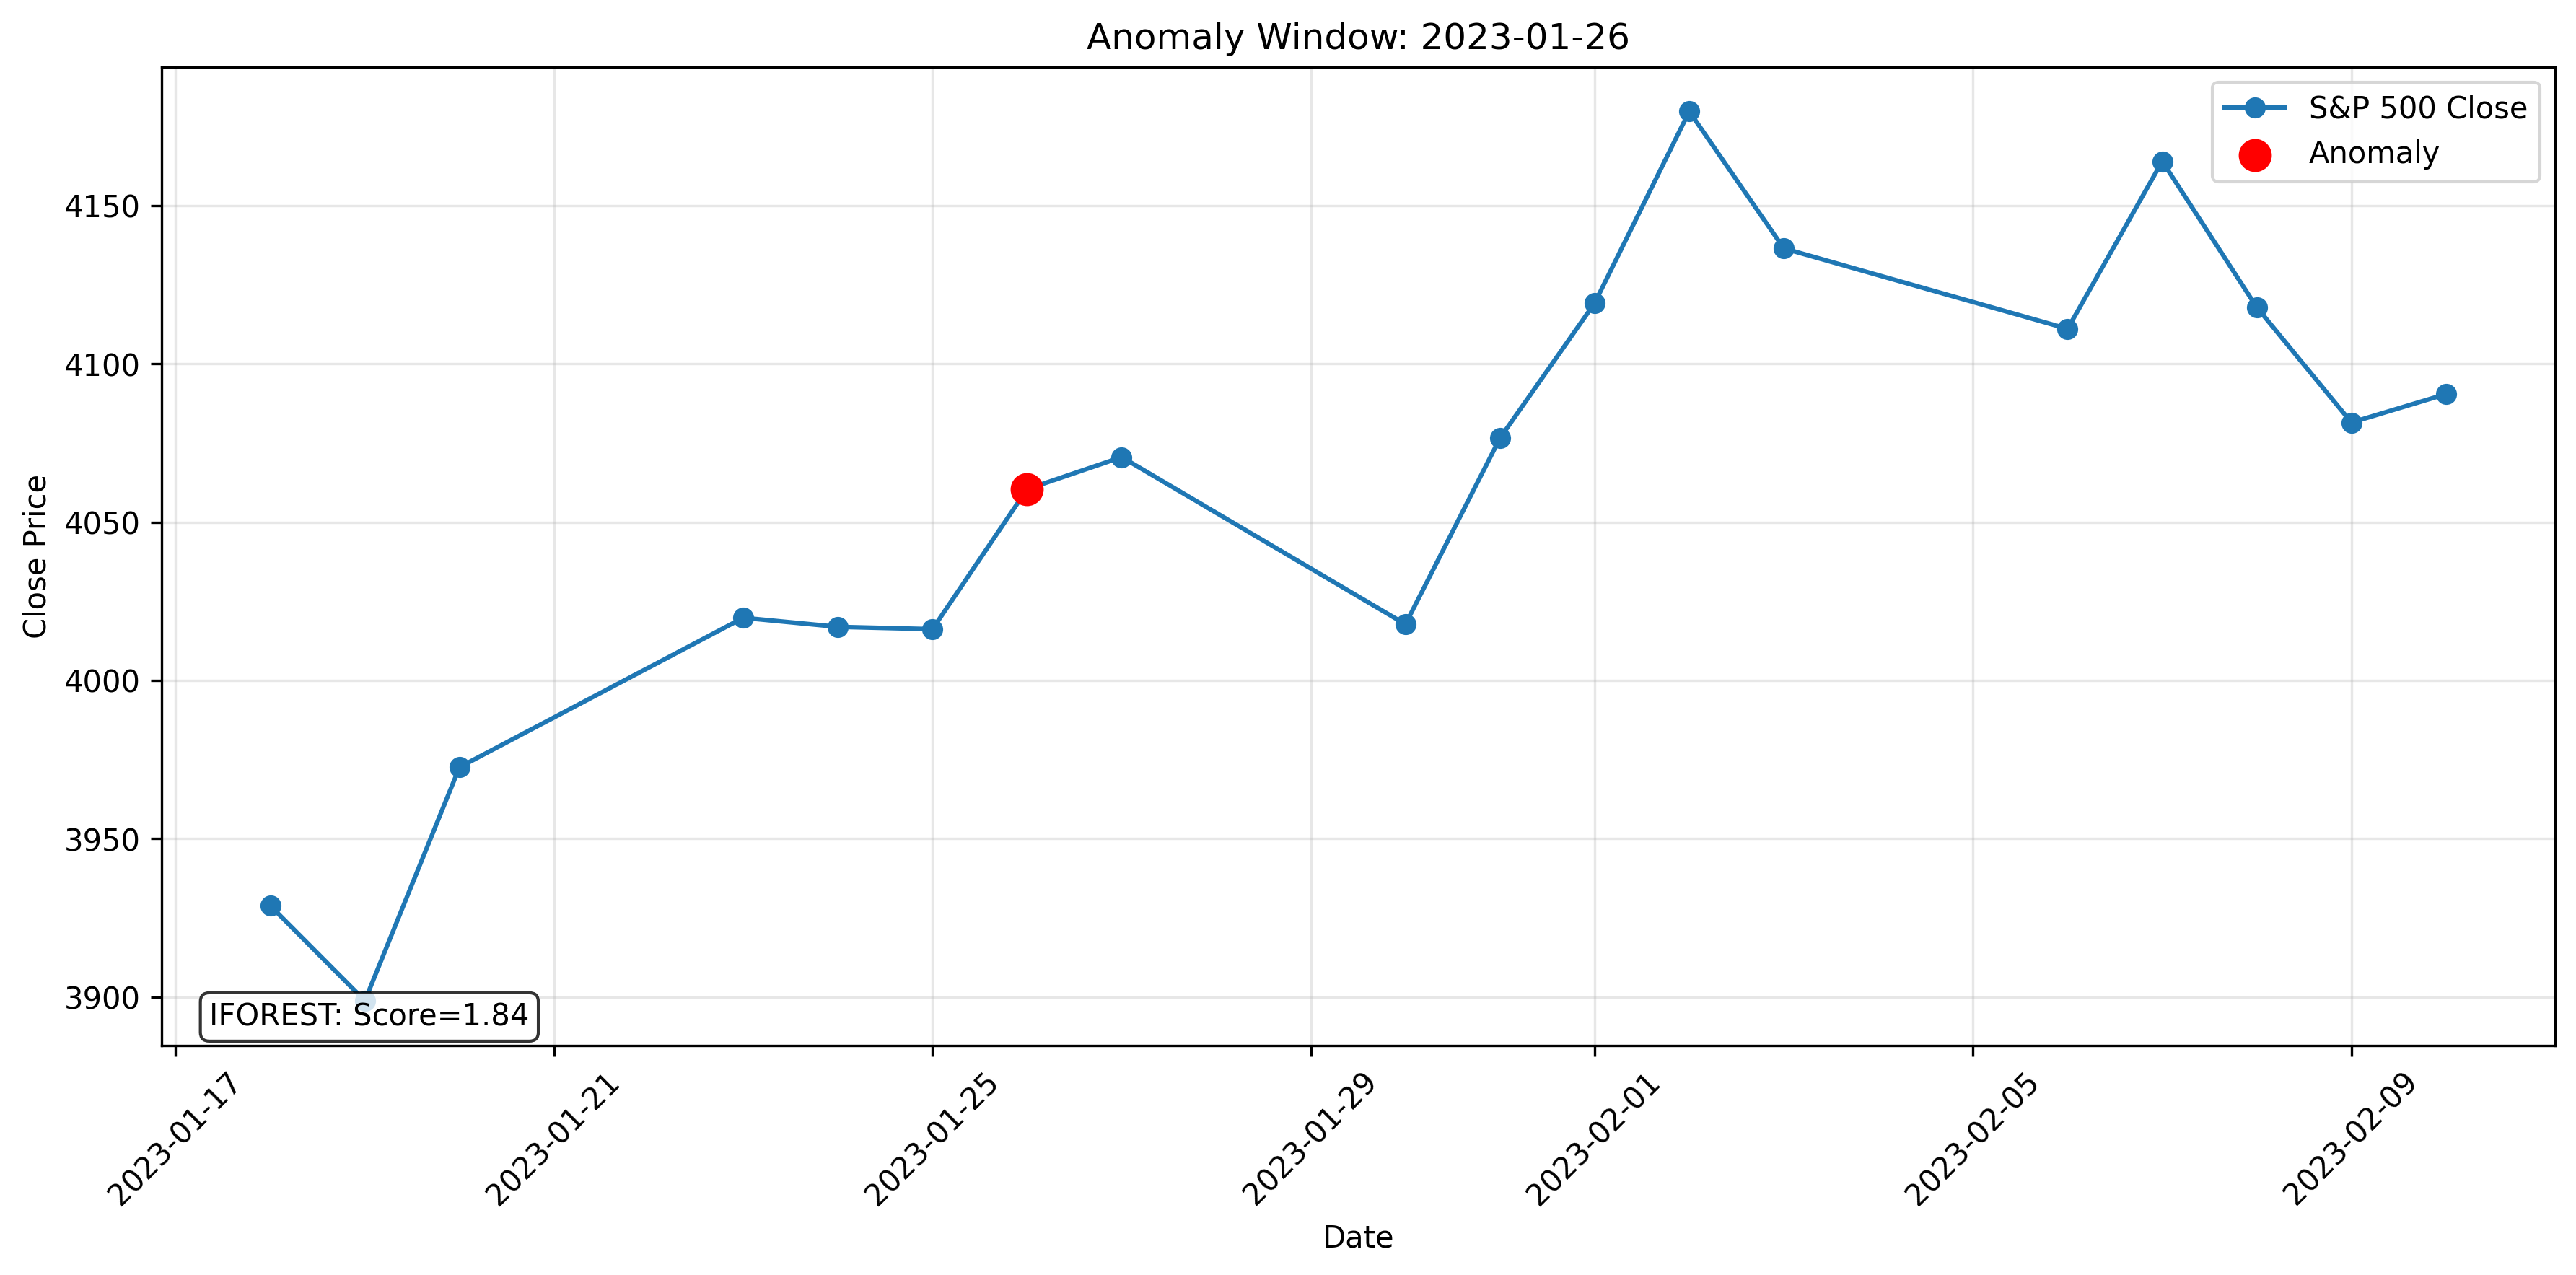 Anomaly Window: 2023-01-26
S&P 500 Close
Anomaly
4150
4100
4050
4000
3950
3900
Close Price
IFOREST: Score=1.84
2023-01-17
2023-01-21
2023-01-25
2023-01-29
2023-02-01
2023-02-05
2023-02-09
Date